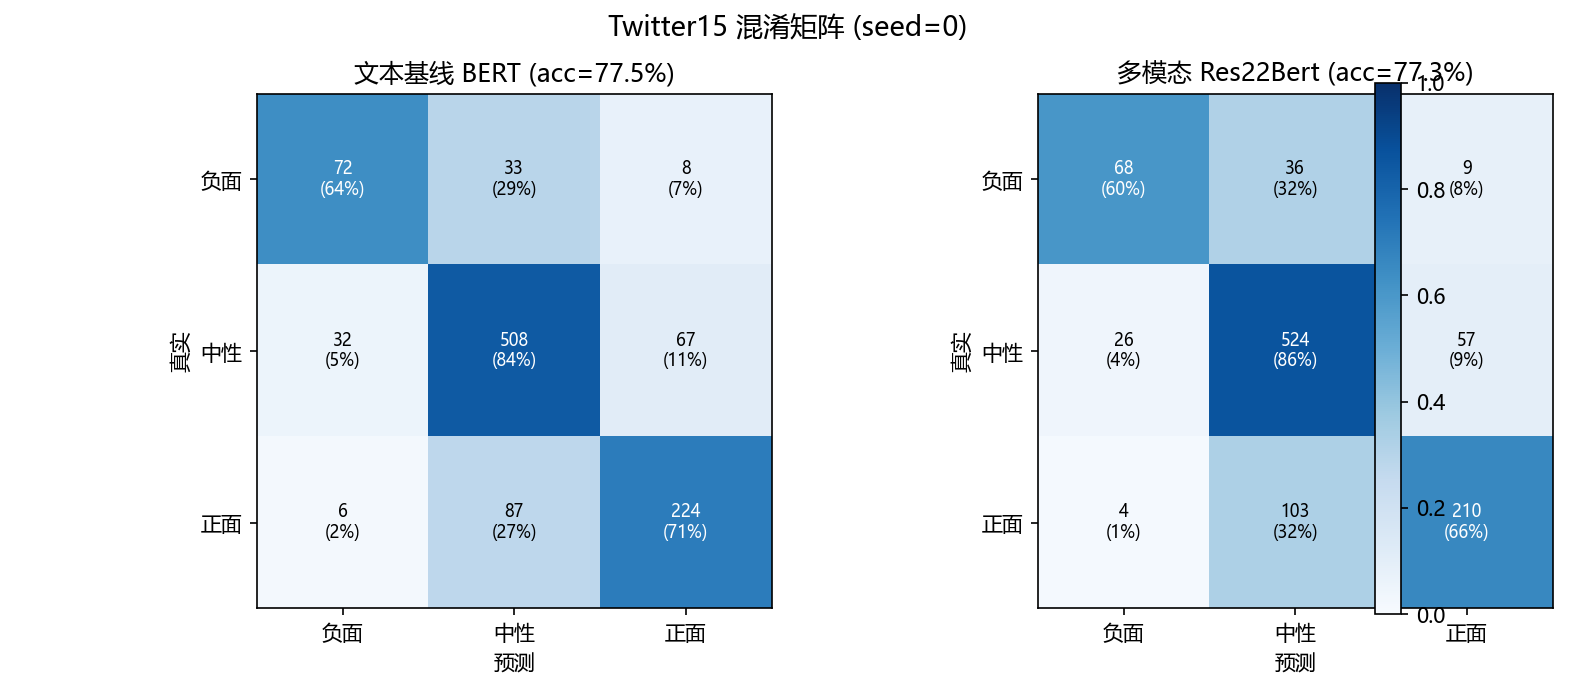 Twitter15 混淆矩阵 (seed=0)
文本基线 BERT (acc=77.5%)
负面
中性
正面
真实
72
(64%)
33
(29%)
8
(7%)
32
(5%)
508
(84%)
67
(11%)
6
(2%)
87
(27%)
224
(71%)
负面
中性
正面
预测
多模态 Res22Bert (acc=77.3%)
负面
中性
正面
真实
68
(60%)
36
(32%)
9
(8%)
26
(4%)
524
(86%)
57
(9%)
4
(1%)
103
(32%)
210
(66%)
负面
中性
正面
预测
1.0
0.8
0.6
0.4
0.2
0.0